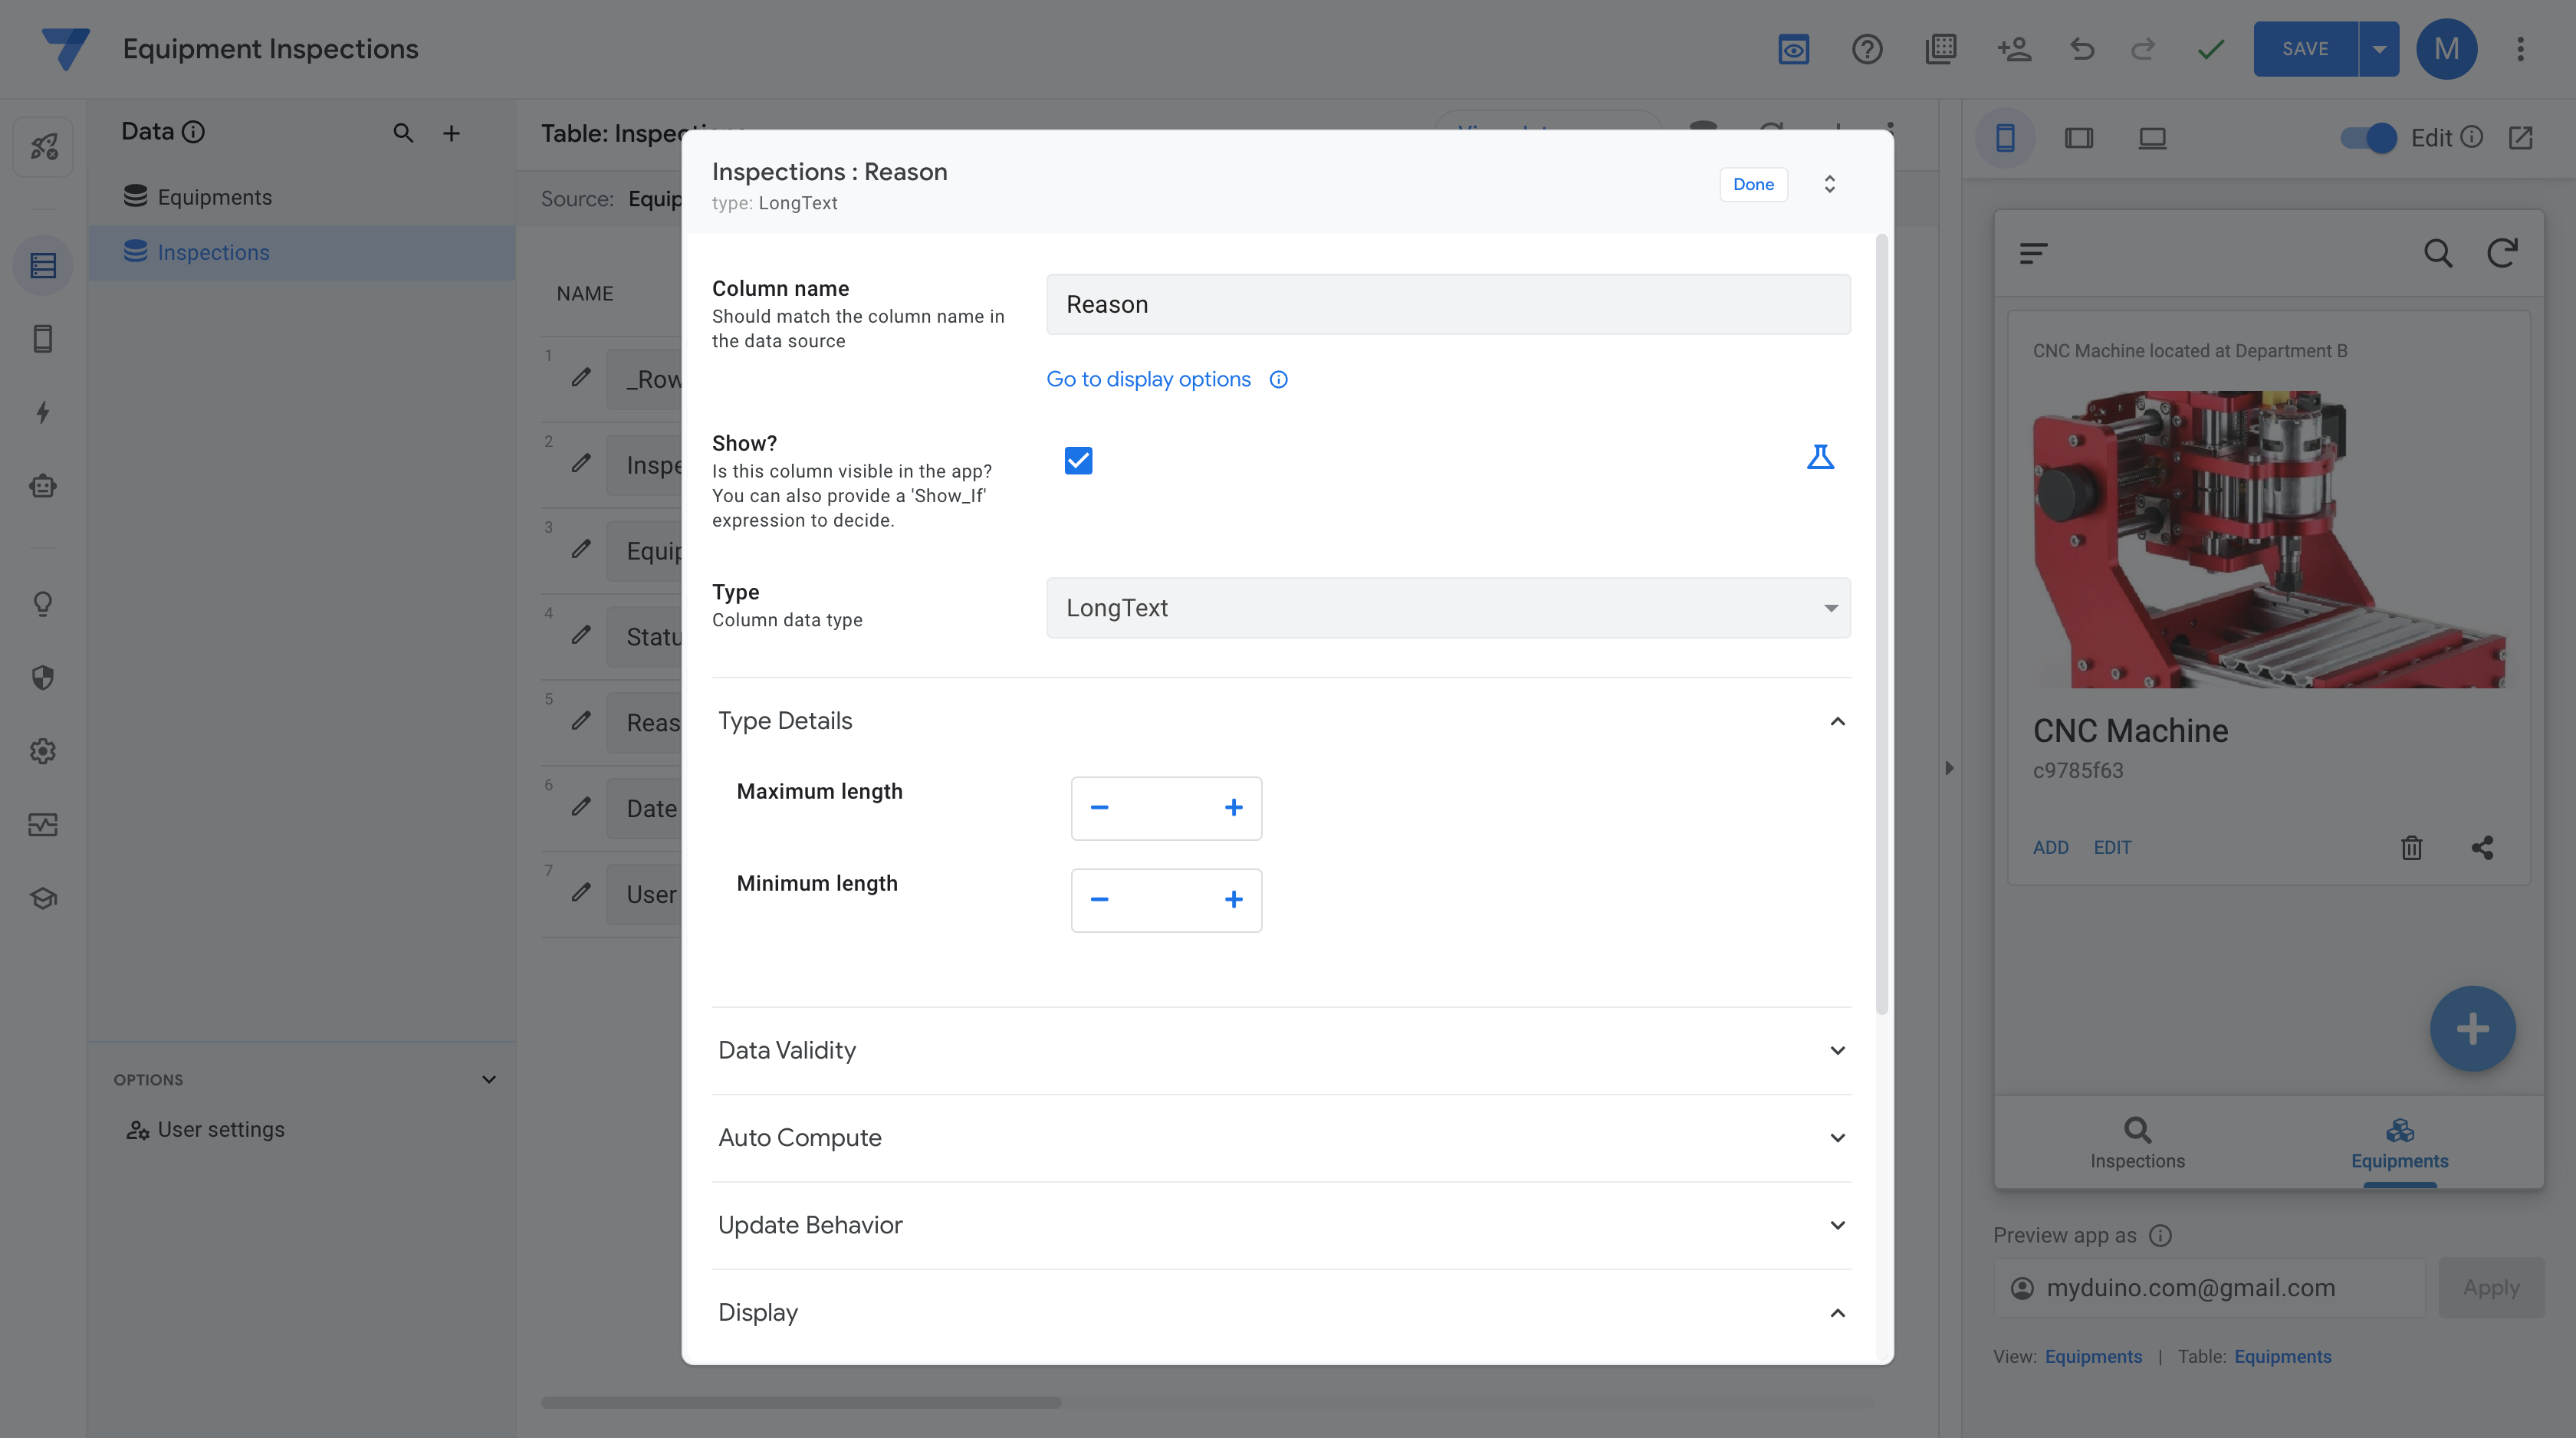 Equipment Inspections
SAVE
M
Data
Equipments
Inspections
OPTIONS
User settings
Table: Inspections
Source: Equip
NAME
1
_Row
2
Inspe
3
Equip
4
Statu
5
Reas
6
Date
7
User
Inspections : Reason
type: LongText
Done
Column name
Should match the column name in
the data source
Reason
Go to display options
Show?
Is this column visible in the app?
You can also provide a 'Show_If'
expression to decide.
Type
Column data type
LongText
Type Details
Maximum length
Minimum length
Data Validity
Auto Compute
Update Behavior
Display
Edit
CNC Machine located at Department B
CNC Machine
c9785f63
ADD EDIT
Inspections
Equipments
Preview app as
myduino.com@gmail.com
Apply
View: Equipments | Table: Equipments